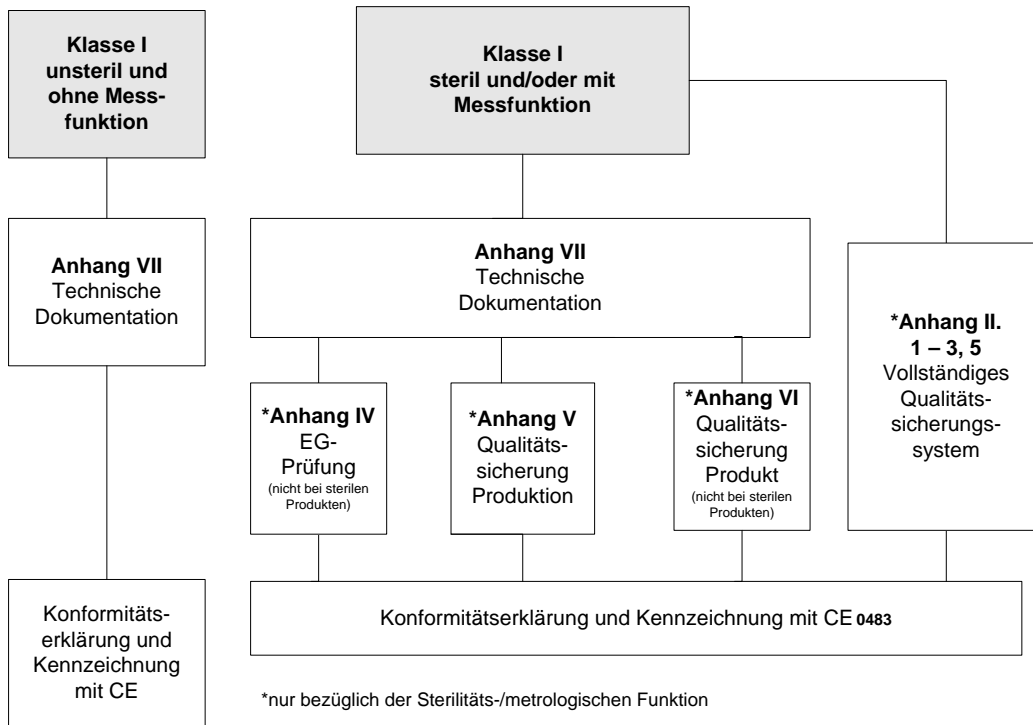 Klasse I
unsteril und
ohne Mess-
funktion
Klasse I
steril und/oder mit
Messfunktion
Anhang VII
Technische
Dokumentation
Anhang VII
Technische
Dokumentation
*Anhang II.
1 – 3, 5
Vollständiges
Qualitäts-
sicherungs-
system
*Anhang IV
EG-
Prüfung
(nicht bei sterilen
Produkten)
*Anhang V
Qualitäts-
sicherung
Produktion
*Anhang VI
Qualitäts-
sicherung
Produkt
(nicht bei sterilen
Produkten)
Konformitäts-
erklärung und
Kennzeichnung
mit CE
Konformitätserklärung und Kennzeichnung mit CE 0483
*nur bezüglich der Sterilitäts-/metrologischen Funktion